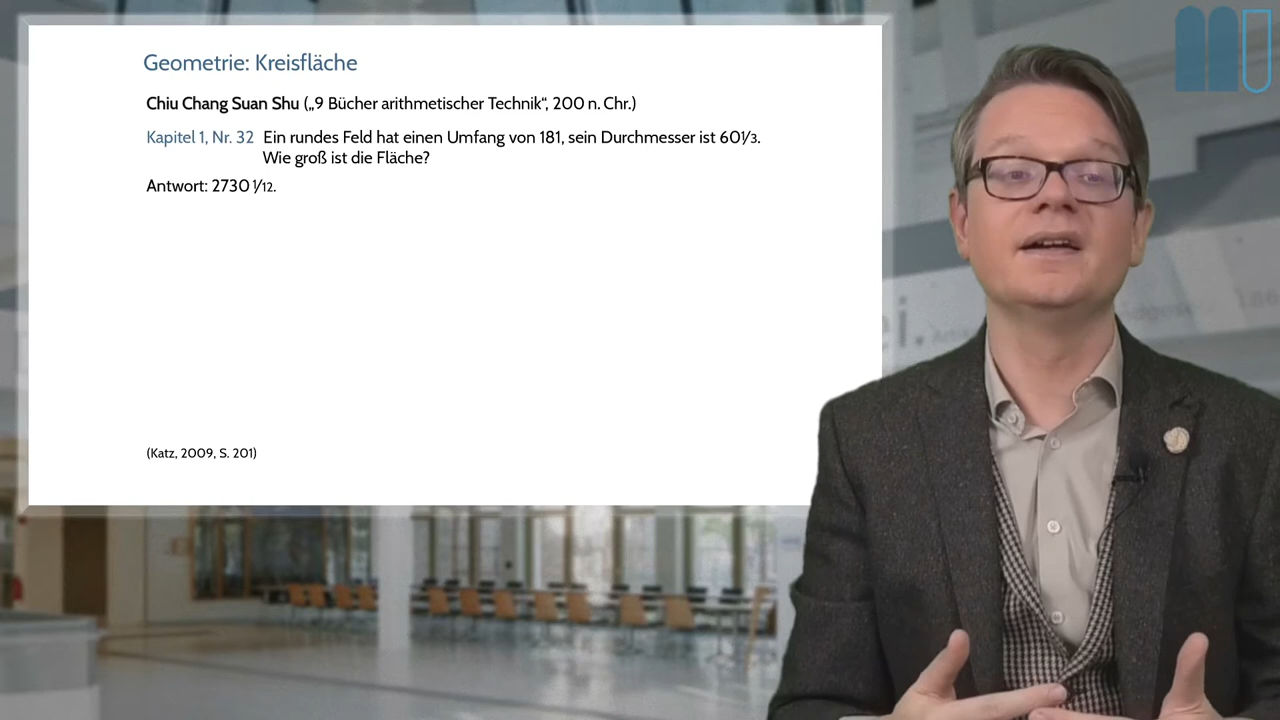 Geometrie: Kreisfläche
Chiu Chang Suan Shu („9 Bücher arithmetischer Technik“, 200 n. Chr.)
Kapitel 1, Nr. 32 Ein rundes Feld hat einen Umfang von 181, sein Durchmesser ist 60 1/3.
Wie groß ist die Fläche?
Antwort: 2730 1/12.
(Katz, 2009, S. 201)